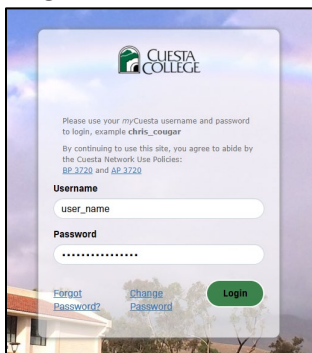 CUESTA
COLLEGE
Please use your myCuesta username and password
to login, example chris_cougar
By continuing to use this site, you agree to abide by
the Cuesta Network Use Policies:
BP 3720 and AP 3720
Username
user_name
Password
••••••••••••••••
Forgot Change Login
Password? Password